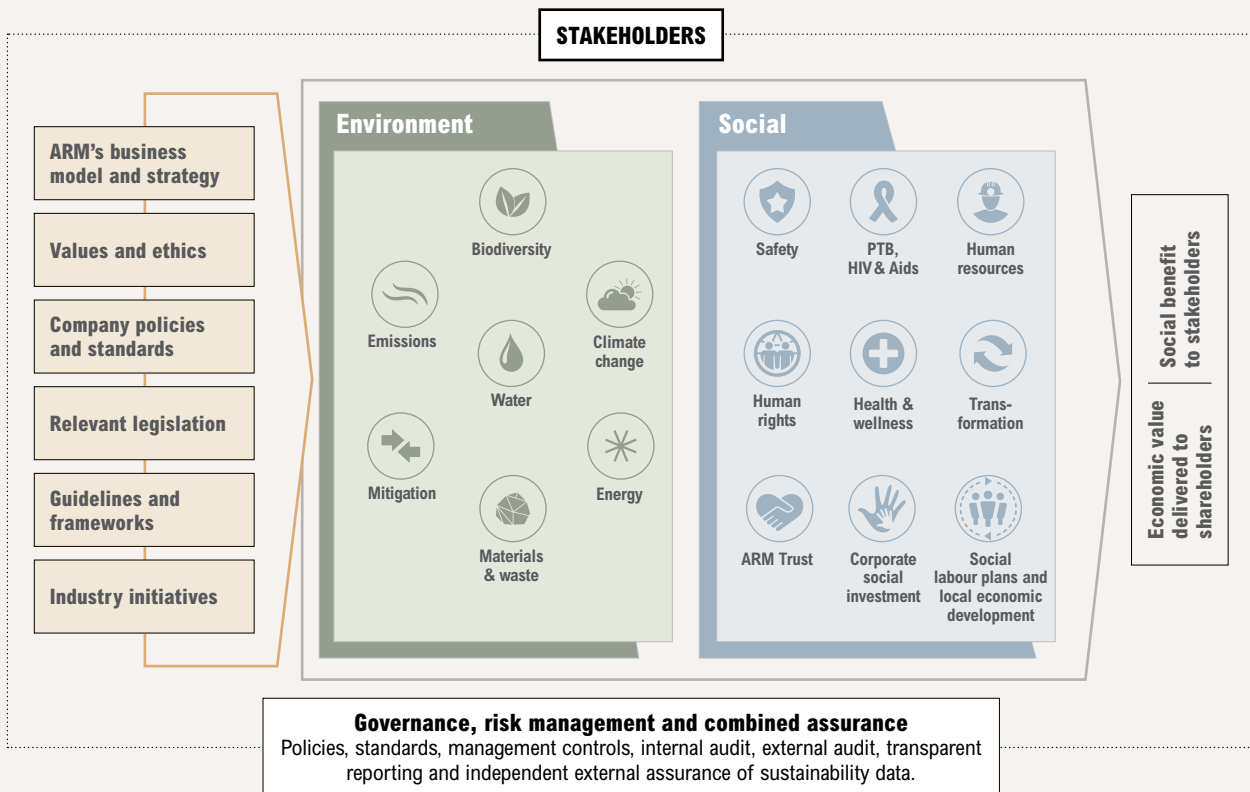 STAKEHOLDERS
ARM's business
model and strategy
Values and ethics
Company policies
and standards
Relevant legislation
Guidelines and
frameworks
Industry initiatives
Environment
Biodiversity
Emissions
Climate
change
Water
Mitigation
Energy
Materials
& waste
Social
Safety
PTB,
HIV & Aids
Human
resources
Human
rights
Health &
wellness
Trans-
formation
ARM Trust
Corporate
social
investment
Social
labour plans and
local economic
development
Social benefit
to stakeholders
Economic value
delivered to
shareholders
Governance, risk management and combined assurance
Policies, standards, management controls, internal audit, external audit, transparent
reporting and independent external assurance of sustainability data.